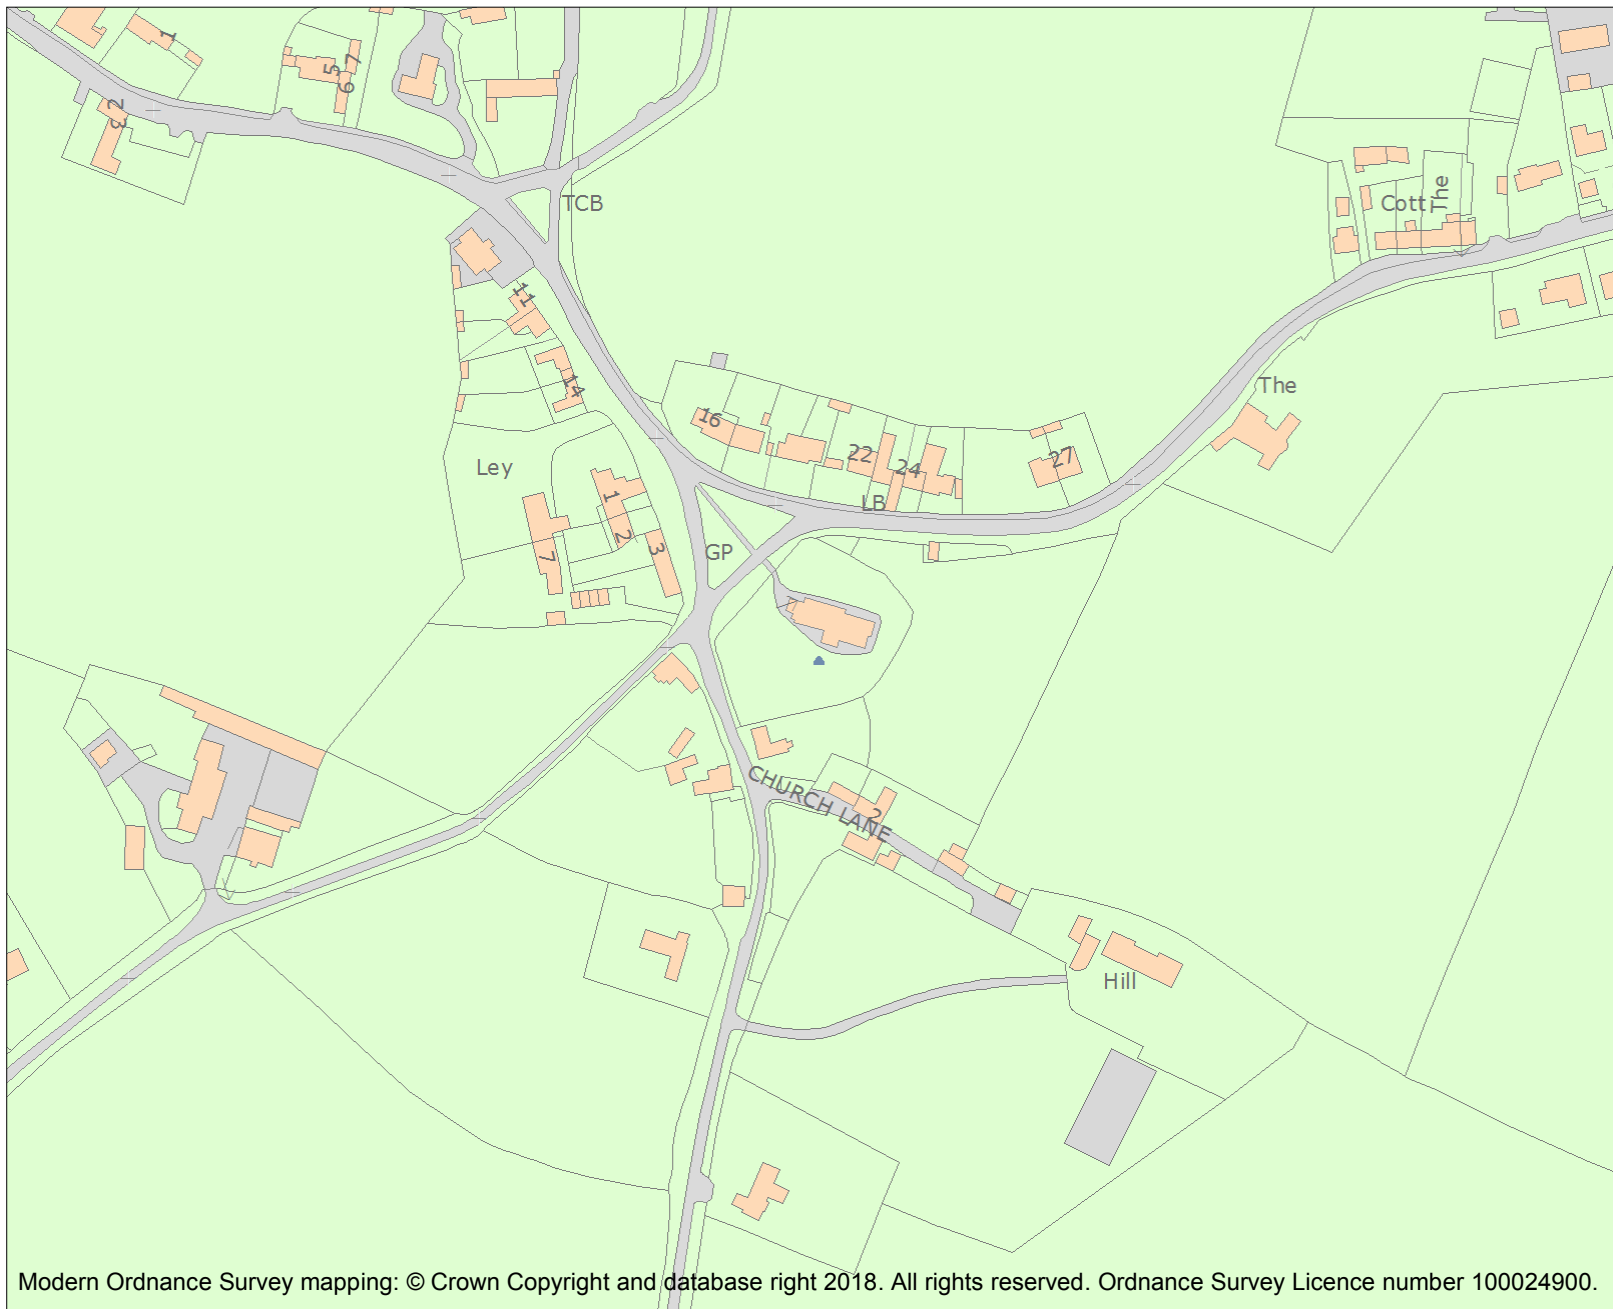 1
5
7
6
2
3
TCB
The
Cott
11
The
14
16
22
24
27
Ley
LB
1
2
3
GP
7
CHURCH LANE
2
Hill
Modern Ordnance Survey mapping: © Crown Copyright and database right 2018. All rights reserved. Ordnance Survey Licence number 100024900.